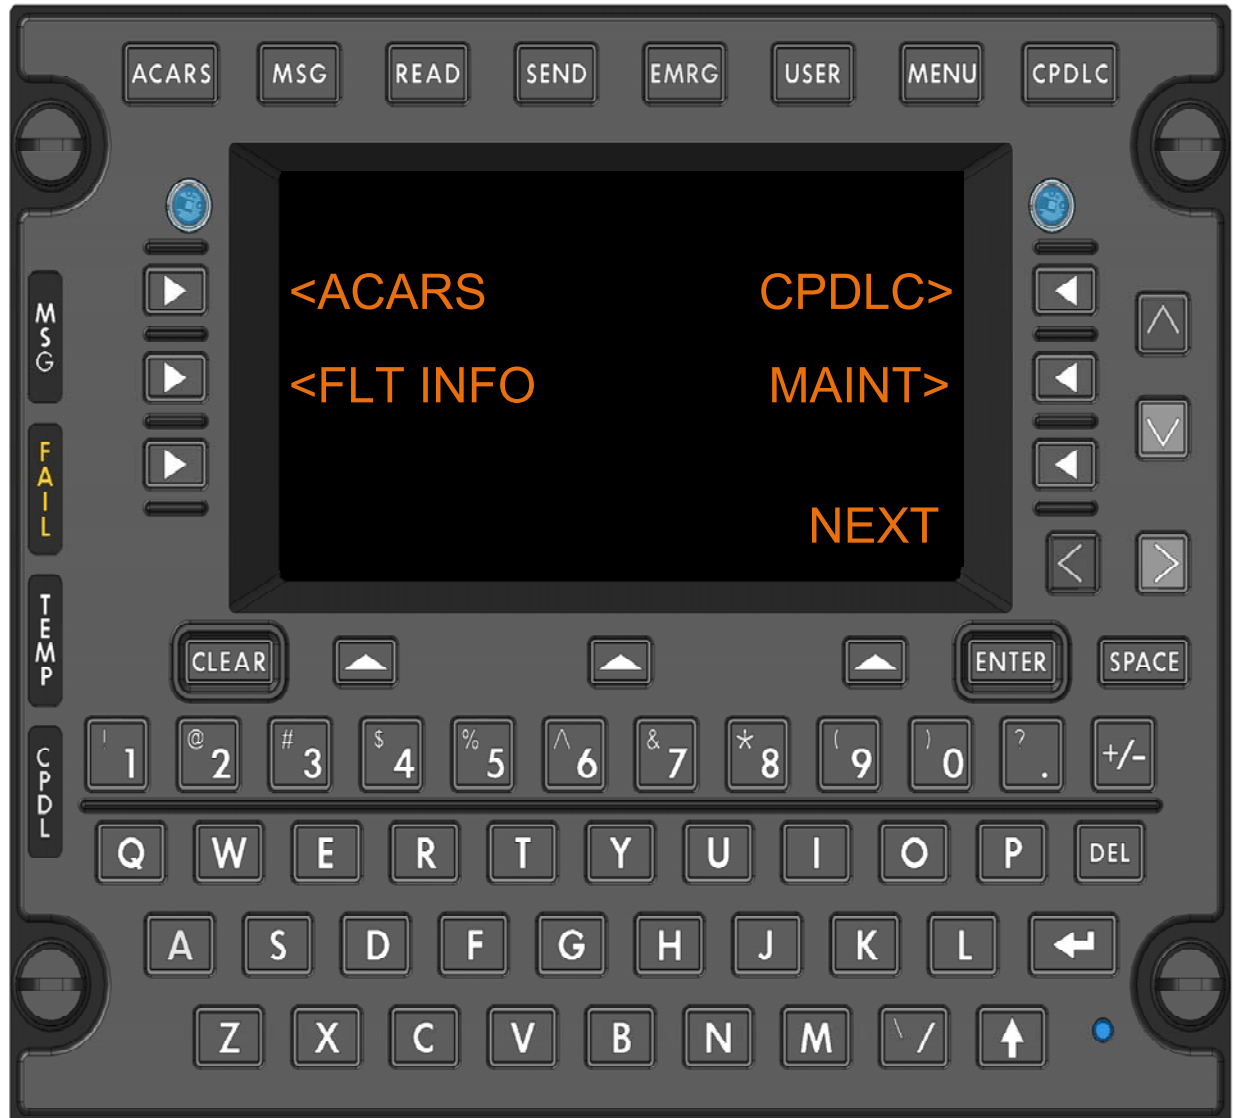 ACARS MSG READ SEND EMRG USER MENU CPDLC
<ACARS CPDLC>
<FLT INFO MAINT>
NEXT
MSG
FAIL
TEMP
CPDL
CLEAR ENTER SPACE
! 1 @ 2 # 3 $ 4 % 5 ^ 6 & 7 * 8 ( 9 ) 0 ? . +/-
Q W E R T Y U I O P DEL
A S D F G H J K L
Z X C V B N M \ /